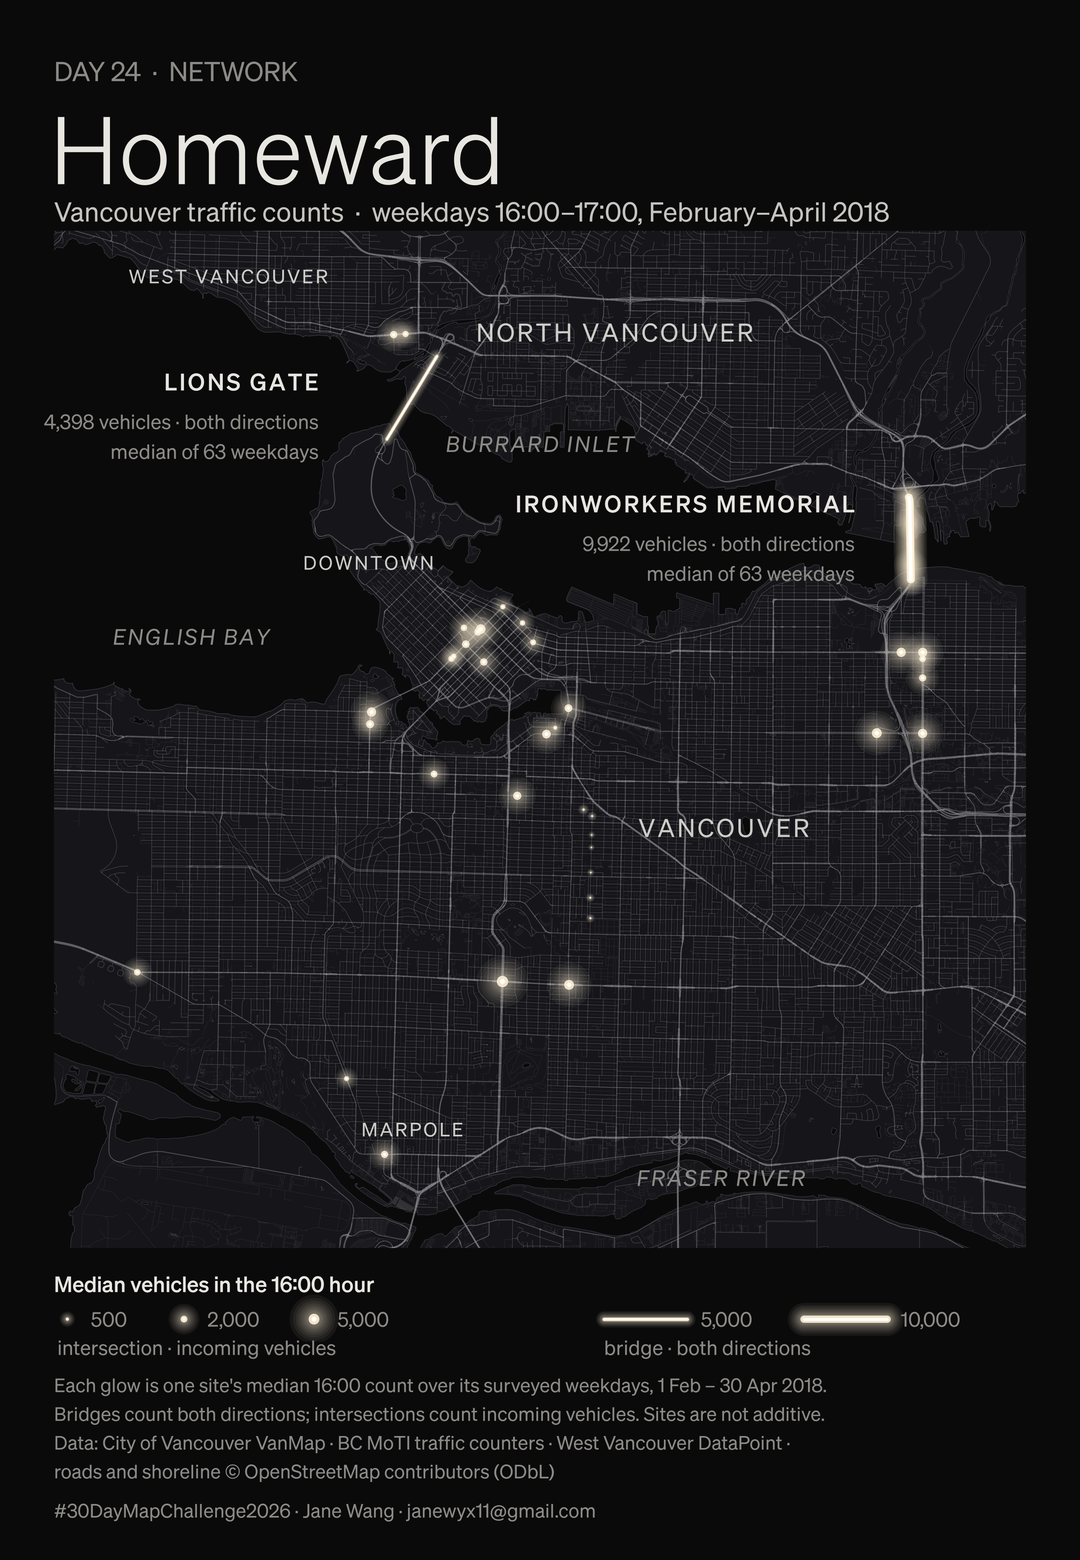 DAY 24 · NETWORK
Homeward
Vancouver traffic counts · weekdays 16:00–17:00, February–April 2018
WEST VANCOUVER
NORTH VANCOUVER
LIONS GATE
4,398 vehicles · both directions
median of 63 weekdays
BURRARD INLET
IRONWORKERS MEMORIAL
9,922 vehicles · both directions
median of 63 weekdays
DOWNTOWN
ENGLISH BAY
VANCOUVER
MARPOLE
FRASER RIVER
Median vehicles in the 16:00 hour
500 2,000 5,000 5,000 10,000
intersection · incoming vehicles bridge · both directions
Each glow is one site's median 16:00 count over its surveyed weekdays, 1 Feb – 30 Apr 2018.
Bridges count both directions; intersections count incoming vehicles. Sites are not additive.
Data: City of Vancouver VanMap · BC MoTI traffic counters · West Vancouver DataPoint ·
roads and shoreline © OpenStreetMap contributors (ODbL)
#30DayMapChallenge2026 · Jane Wang · janewyx11@gmail.com